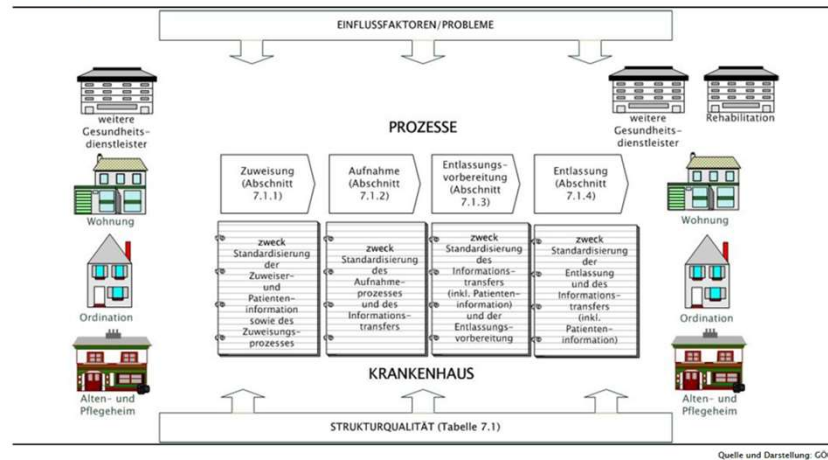 EINFLUSSFAKTOREN/PROBLEME
weitere
Gesundheits-
dienstleister
weitere
Gesundheits-
dienstleister
Rehabilitation
PROZESSE
Zuweisung
(Abschnitt
7.1.1)
Aufnahme
(Abschnitt
7.1.2)
Entlassungs-
vorbereitung
(Abschnitt
7.1.3)
Entlassung
(Abschnitt
7.1.4)
Wohnung
Wohnung
zweck
Standardisierung
der
Zuweiser-
und
Patienten-
information
sowie des
Zuweisungs-
prozesses
zweck
Standardisierung
des
Aufnahme-
prozesses
und des
Informations-
transfers
zweck
Standardisierung
des
Informations-
transfers
(inkl. Patienten-
information)
und der
Entlassungs-
vorbereitung
zweck
Standardisierung
der
Entlassung
und des
Informations-
transfers
(inkl.
Patienten-
information)
Ordination
Ordination
Alten- und
Pflegeheim
Alten- und
Pflegeheim
KRANKENHAUS
STRUKTURQUALITÄT (Tabelle 7.1)
Quelle und Darstellung: